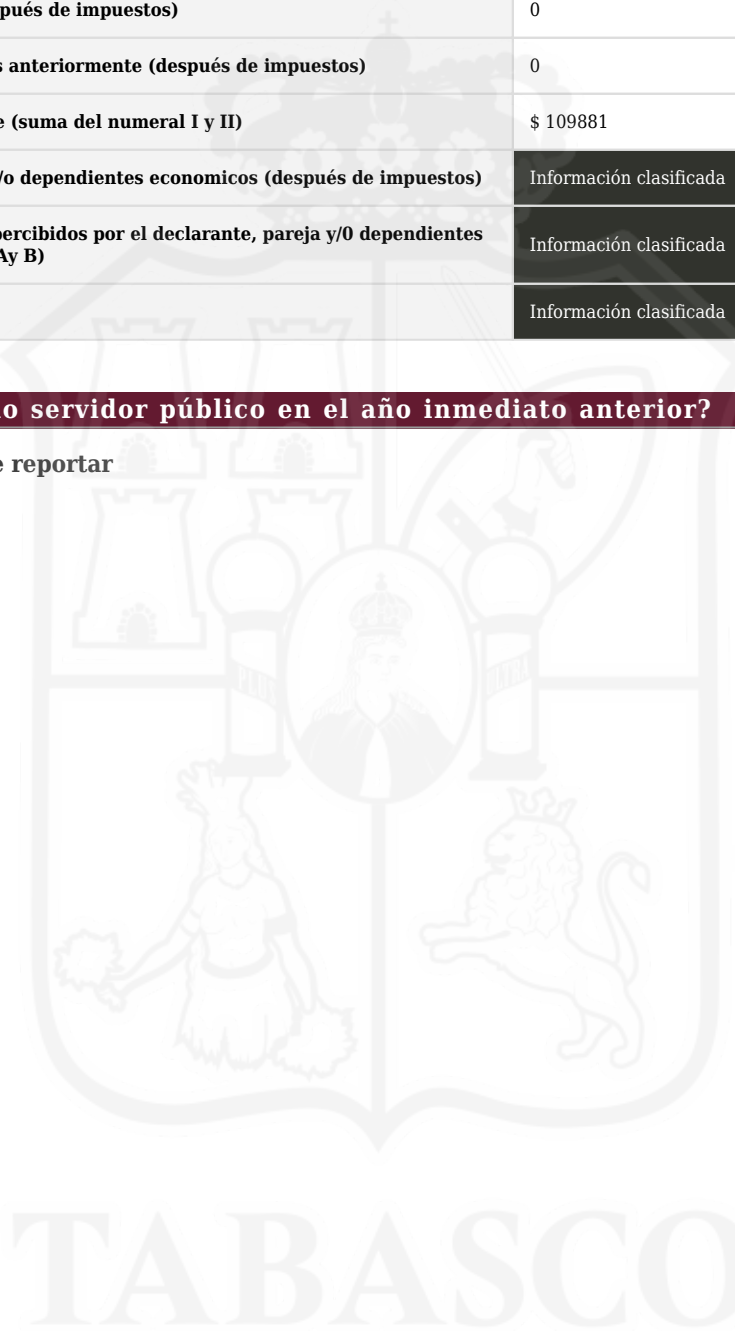 pués de impuestos) 0
s anteriormente (después de impuestos) 0
e (suma del numeral I y II) $ 109881
/o dependientes economicos (después de impuestos) Información clasificada
percibidos por el declarante, pareja y/0 dependientes
Ay B) Información clasificada
Información clasificada
o servidor público en el año inmediato anterior?
e reportar
PLUS ULTRA
TABASCO